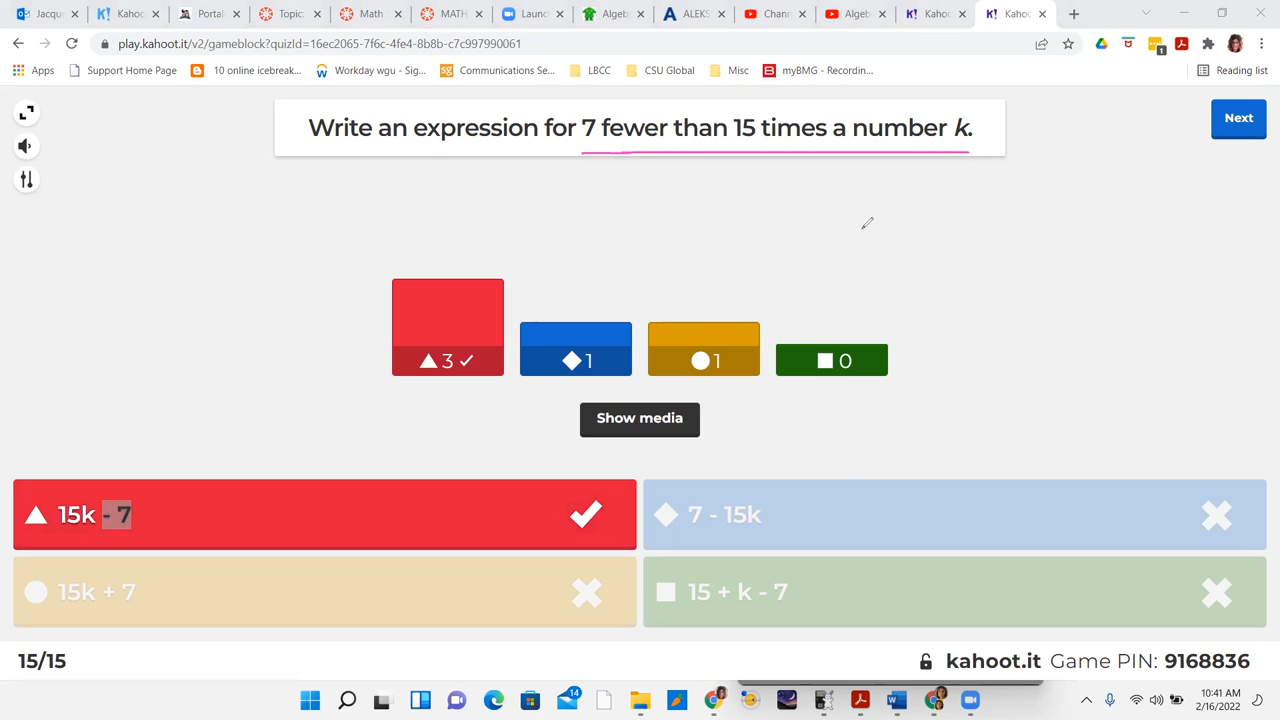 Jacque
Kahoo
Portal
Topic
Math
MATH
Launc
Algeb
ALEKS
Chann
Algeb
Kahoo
Kahoo
play.kahoot.it/v2/gameblock?quizId=16ec2065-7f6c-4fe4-8b8b-c7c997990061
Apps
Support Home Page
10 online icebreak...
Workday wgu - Sig...
Communications Se...
LBCC
CSU Global
Misc
myBMG - Recordin...
Reading list
Write an expression for 7 fewer than 15 times a number k.
Next
3
1
1
0
Show media
15k - 7
7 - 15k
15k + 7
15 + k - 7
15/15
kahoot.it Game PIN: 9168836
14
10:41 AM
2/16/2022